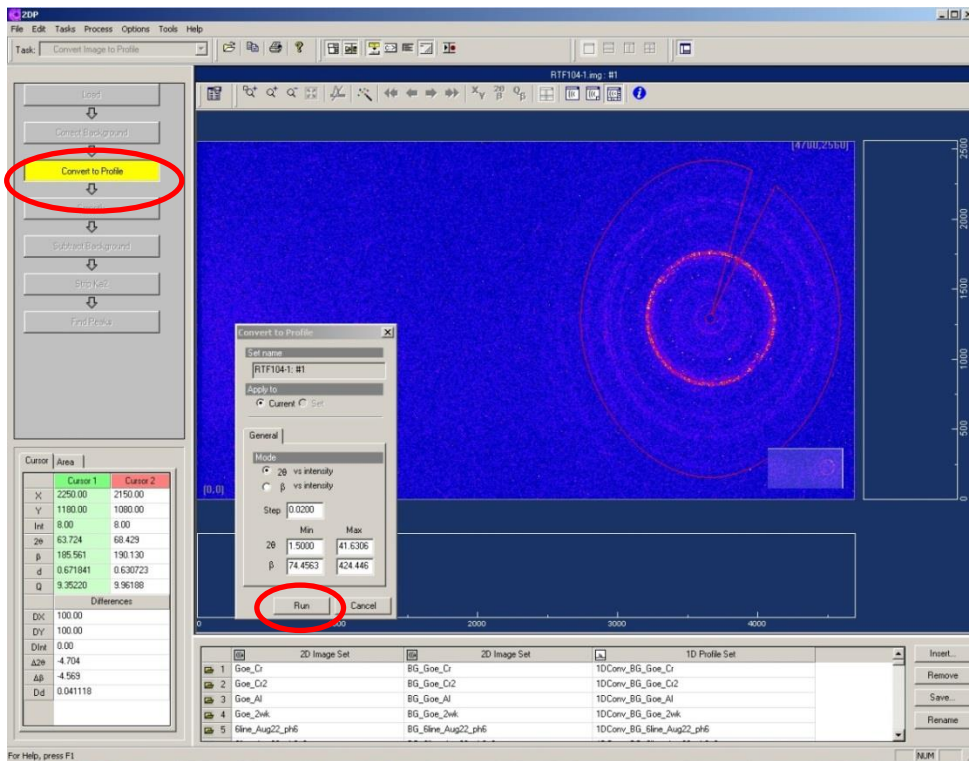 2DP
File Edit Tasks Process Options Tools Help
Task: Convert Image to Profile
RTF104-1.img: #1
Load
Correct Background
Convert to Profile
Subtract Background
Strip Ka2
Find Peaks
X Y 2θ β Q β
[4700,2560]
[0,0]
2500
2000
1500
1000
500
0
0 1000 2000 3000 4000
Convert to Profile
Set name
RTF104-1: #1
Apply to
Current Set
General
Mode
2θ vs intensity
β vs intensity
Step 0.0200
Min Max
2θ 1.5000 41.6306
β 74.4563 424.446
Run Cancel
Cursor Area
Cursor 1 Cursor 2
X 2250.00 2150.00
Y 1180.00 1080.00
Int 8.00 8.00
2θ 63.724 68.429
β 185.561 190.130
d 0.671841 0.630723
Q 9.35220 9.96188
Differences
DX 100.00
DY 100.00
DInt 0.00
Δ2θ -4.704
Δβ -4.569
Dd 0.041118
2D Image Set 2D Image Set 1D Profile Set
1 Goe_Cr BG_Goe_Cr 1DConv_BG_Goe_Cr
2 Goe_Cr2 BG_Goe_Cr2 1DConv_BG_Goe_Cr2
3 Goe_Al BG_Goe_Al 1DConv_BG_Goe_Al
4 Goe_2wk BG_Goe_2wk 1DConv_BG_Goe_2wk
5 6line_Aug22_ph6 BG_6line_Aug22_ph6 1DConv_BG_6line_Aug22_ph6
Insert...
Remove
Save...
Rename
For Help, press F1
NUM